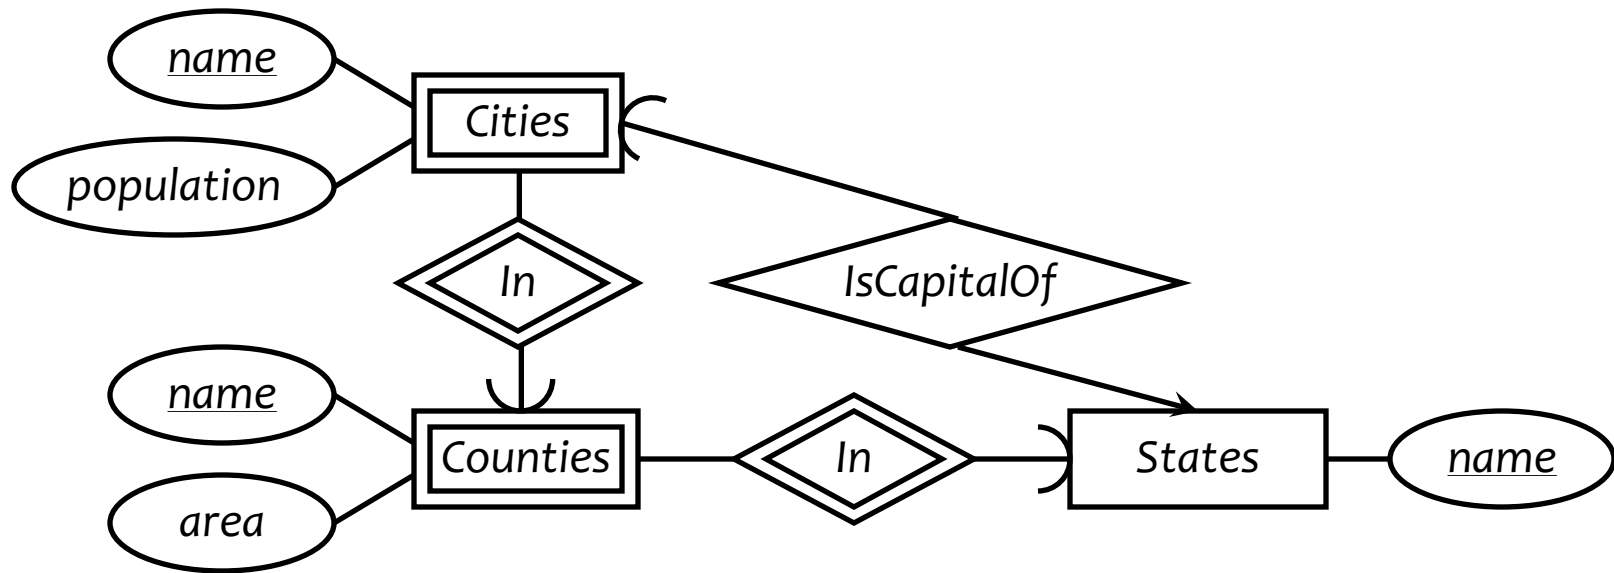 name
Cities
population
In
IsCapitalOf
name
Counties
In
States
name
area